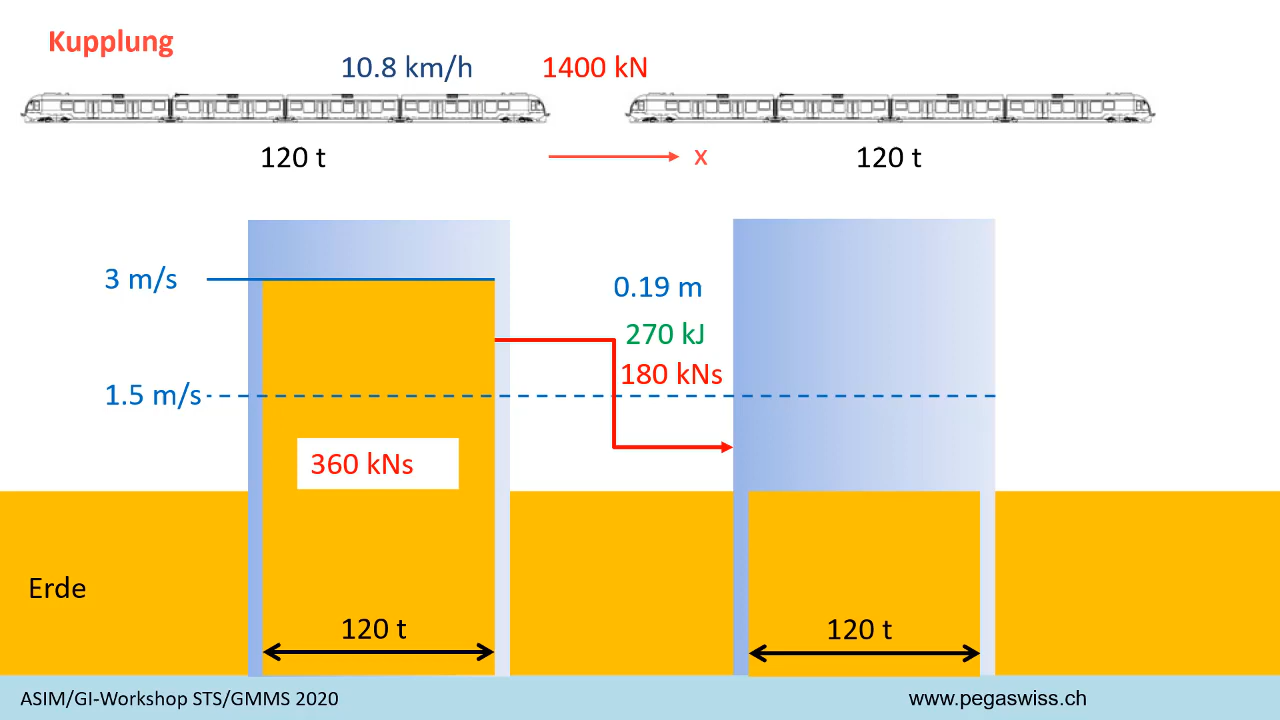 Kupplung
10.8 km/h
1400 kN
120 t
x
120 t
3 m/s
0.19 m
270 kJ
180 kNs
1.5 m/s
360 kNs
Erde
120 t
120 t
ASIM/GI-Workshop STS/GMMS 2020
www.pegaswiss.ch